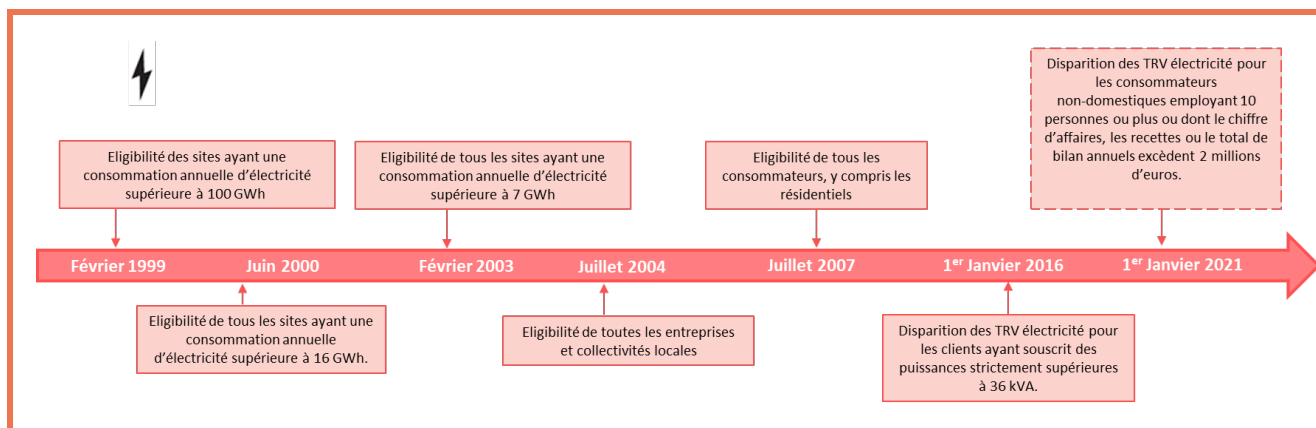 Disparition des TRV électricité pour
les consommateurs
non-domestiques employant 10
personnes ou plus ou dont le chiffre
d'affaires, les recettes ou le total de
bilan annuels excèdent 2 millions
d'euros.
Eligibilité des sites ayant une
consommation annuelle d'électricité
supérieure à 100 GWh
Eligibilité de tous les sites ayant une
consommation annuelle d'électricité
supérieure à 7 GWh
Eligibilité de tous les
consommateurs, y compris les
résidentiels
Février 1999
Juin 2000
Février 2003
Juillet 2004
Juillet 2007
1er Janvier 2016
1er Janvier 2021
Eligibilité de tous les sites ayant une
consommation annuelle
d'électricité supérieure à 16 GWh.
Eligibilité de toutes les entreprises
et collectivités locales
Disparition des TRV électricité pour
les clients ayant souscrit des
puissances strictement supérieures
à 36 kVA.